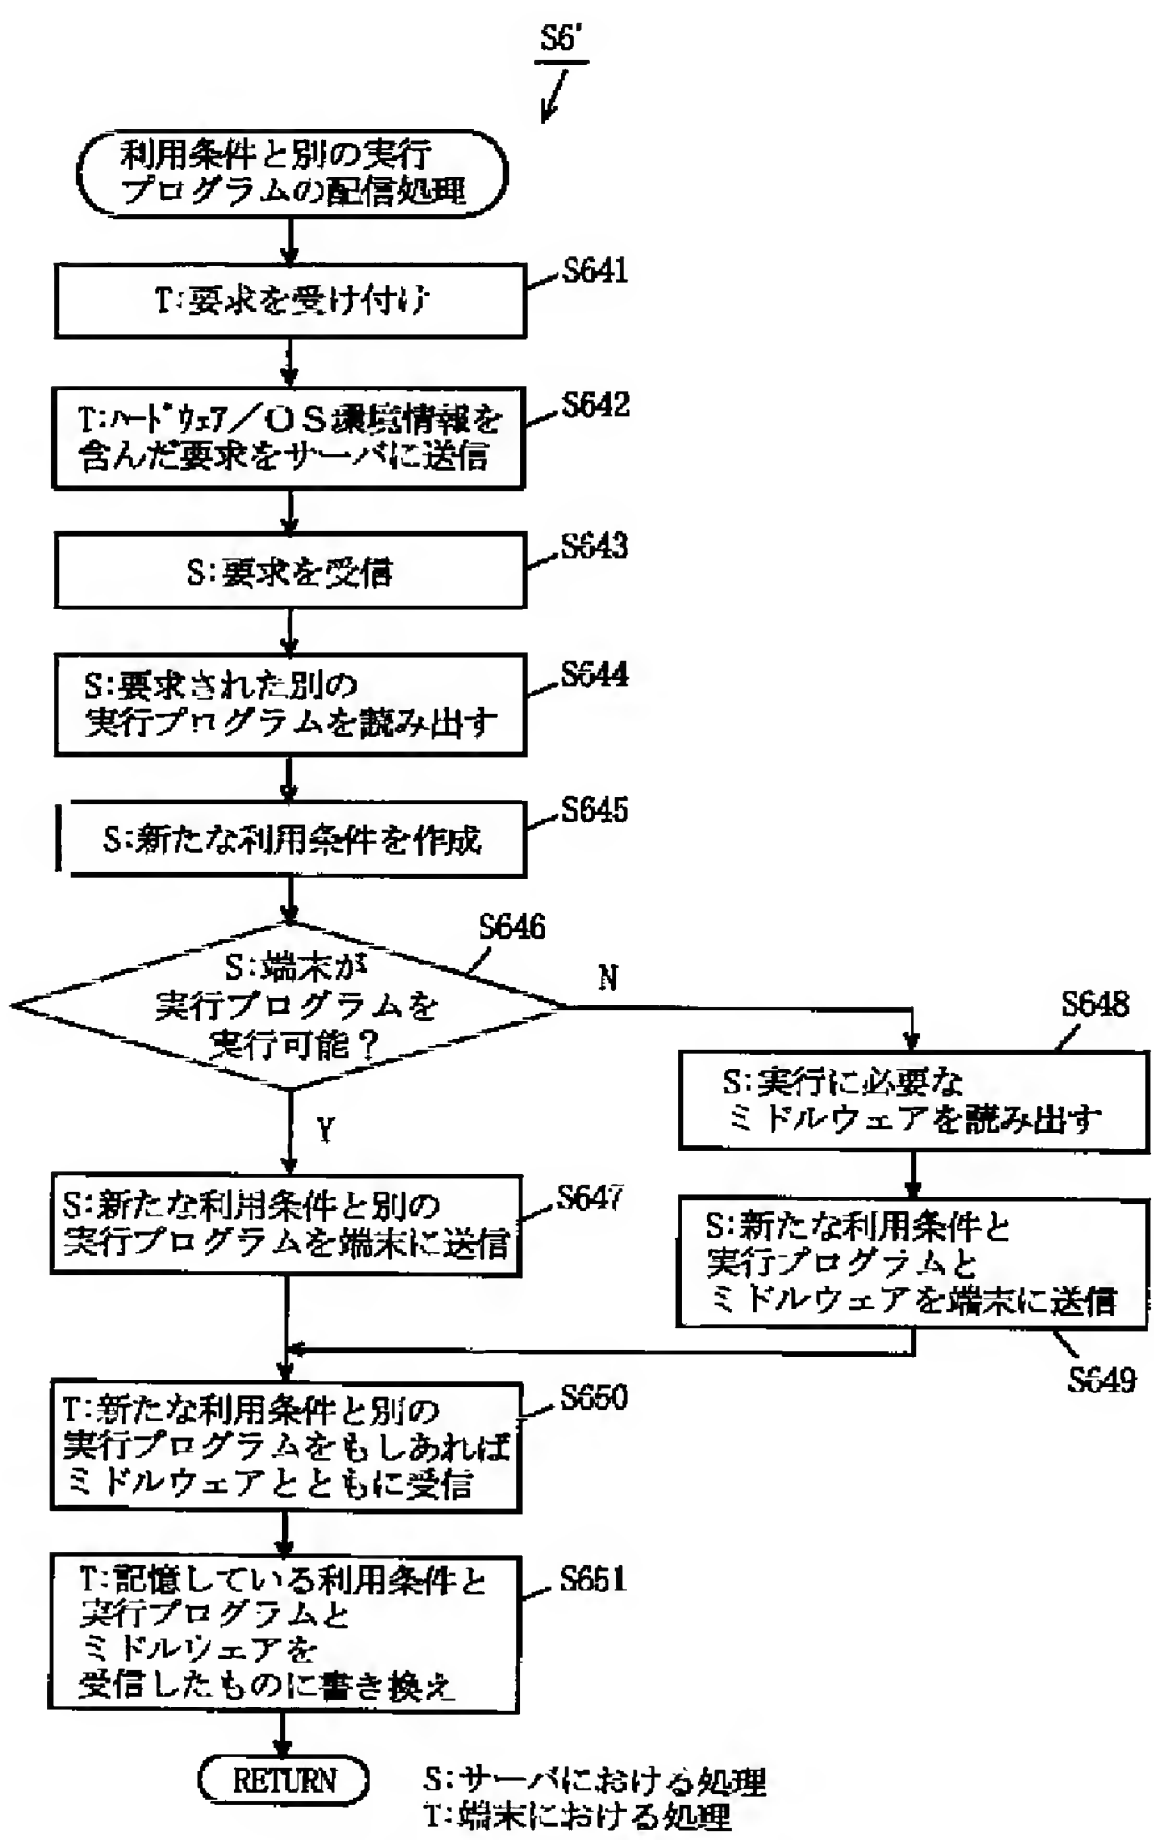 S6'
利用条件と別の実行
プログラムの配信処理
S641
T:要求を受け付け
S642
T:ハードウェア/OS環境情報を
含んだ要求をサーバに送信
S643
S:要求を受信
S644
S:要求された別の
実行プログラムを読み出す
S645
S:新たな利用条件を作成
S646
S:端末が
実行プログラムを
実行可能?
N
Y
S648
S:実行に必要な
ミドルウェアを読み出す
S647
S:新たな利用条件と別の
実行プログラムを端末に送信
S:新たな利用条件と
実行プログラムと
ミドルウェアを端末に送信
S649
S650
T:新たな利用条件と別の
実行プログラムをもしあれば
ミドルウェアとともに受信
S651
T:記憶している利用条件と
実行プログラムと
ミドルウェアを
受信したものに書き換え
RETURN
S:サーバにおける処理
T:端末における処理